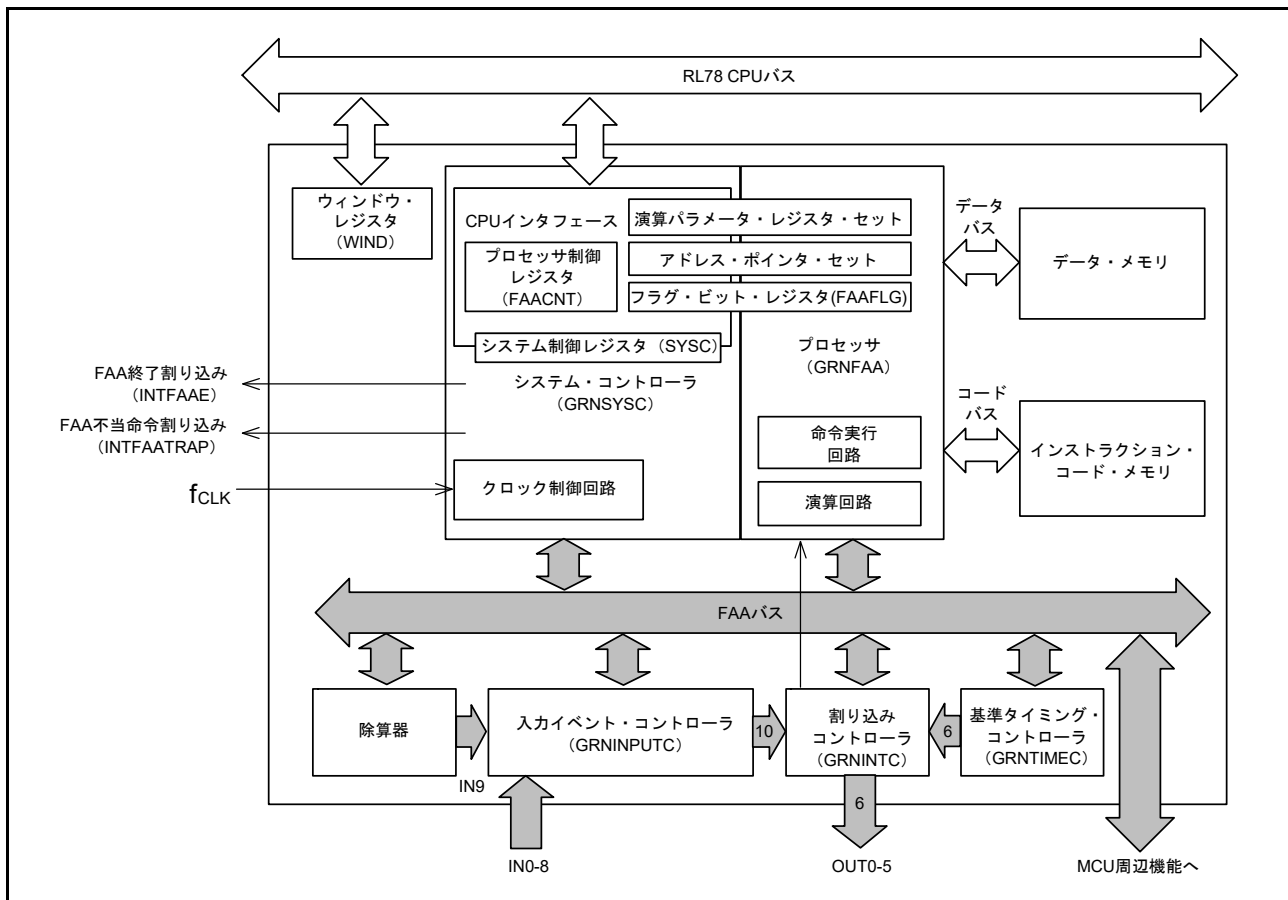 RL78 CPUバス
ウィンドウ・
レジスタ
(WIND)
CPUインタフェース
プロセッサ制御
レジスタ
(FAACNT)
演算パラメータ・レジスタ・セット
アドレス・ポインタ・セット
フラグ・ビット・レジスタ(FAAFLG)
システム制御レジスタ（SYSC）
システム・コントローラ
（GRNSYSC）
プロセッサ
（GRNFAA）
データ
バス
データ・メモリ
FAA終了割り込み
(INTFAAE)
FAA不当命令割り込み
(INTFAATRAP)
fCLK
クロック制御回路
命令実行
回路
演算回路
コード
バス
インストラクション・
コード・メモリ
FAAバス
除算器
IN9
入力イベント・コントローラ
（GRNINPUTC）
10
割り込み
コントローラ
（GRNINTC）
6
基準タイミング・
コントローラ
（GRNTIMEC）
6
IN0-8
OUT0-5
MCU周辺機能へ